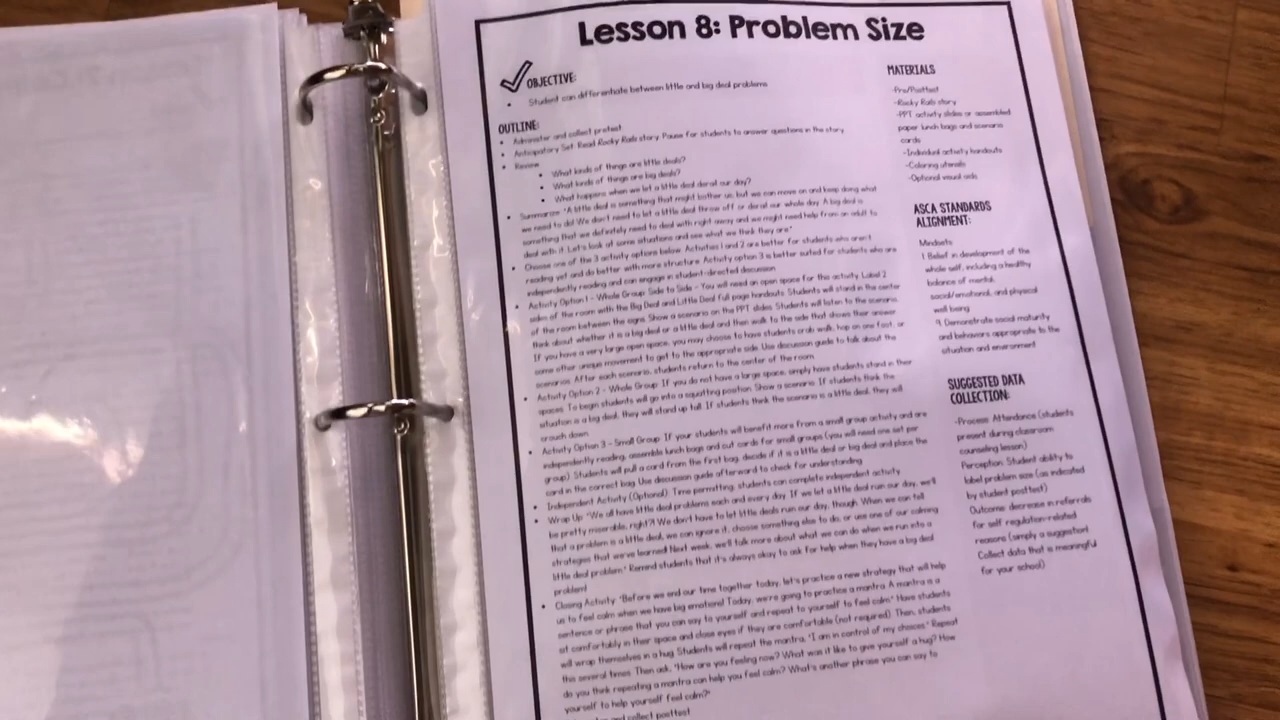 Lesson 8: Problem Size
OBJECTIVE:
Student can differentiate between little and big deal problems
OUTLINE:
Administer and collect pretest
Anticipatory Set: Read Rocky Rails story. Pause for students to answer questions in the story
Review
What kinds of things are little deals?
What kinds of things are big deals?
What happens when we let a little deal derail our day?
Summarize "A little deal is something that might bother us, but we can move on and keep doing what
we need to do! We don't need to let a little deal throw off or derail our whole day. A big deal is
something that we definitely need to deal with right away and we might need help from an adult to
deal with it. Let's look at some situations and see what we think they are"
Choose one of the 3 activity options below. Activities 1 and 2 are better for students who aren't
reading yet and do better with more structure. Activity option 3 is better suited for students who are
independently reading and can engage in student-directed discussion
Activity Option 1 - Whole Group: Side to Side - You will need an open space for this activity. Label 2
sides of the room with the Big Deal and Little Deal full page handouts. Students will stand in the center
of the room between the signs. Show a scenario on the PPT slides. Students will listen to the scenario,
think about whether it is a big deal or a little deal and then walk to the side that shows their answer
If you have a very large open space, you may choose to have students crab walk, hop on one foot, or
some other unique movement to get to the appropriate side. Use discussion guide to talk about the
scenarios. After each scenario, students return to the center of the room
Activity Option 2 - Whole Group: If you do not have a large space, simply have students stand in their
spaces. To begin students will go into a squatting position. Show a scenario. If students think the
situation is a big deal, they will stand up tall. If students think the scenario is a little deal, they will
crouch down.
Activity Option 3 - Small Group: If your students will benefit more from a small group activity and are
independently reading, assemble lunch bags and cut cards for small groups (you will need one set per
group). Students will pull a card from the first bag, decide if it is a little deal or big deal and place the
card in the correct bag. Use discussion guide afterward to check for understanding
Independent Activity (Optional): Time permitting, students can complete independent activity
Wrap Up "We all have little deal problems each and every day. If we let a little deal ruin our day, we'll
be pretty miserable, right?! We don't have to let little deals ruin our day, though. When we can tell
that a problem is a little deal, we can ignore it, choose something else to do, or use one of our calming
strategies that we've learned! Next week, we'll talk more about what we can do when we run into a
little deal problem." Remind students that it's always okay to ask for help when they have a big deal
problem!
Closing Activity: "Before we end our time together today, let's practice a new strategy that will help
us to feel calm when we have big emotions! Today, we're going to practice a mantra. A mantra is a
sentence or phrase that you can say to yourself and repeat to yourself to feel calm." Have students
sit comfortably in their space and close eyes if they are comfortable (not required). Then, students
will wrap themselves in a hug. Students will repeat the mantra, "I am in control of my choices." Repeat
this several times. Then ask, "How are you feeling now? What was it like to give yourself a hug? How
do you think repeating a mantra can help you feel calm? What's another phrase you can say to
yourself to help yourself feel calm?"
and collect posttest
MATERIALS
-Pre/Posttest
-Rocky Rails story
-PPT activity slides or assembled
paper lunch bags and scenario
cards
-Individual activity handouts
-Coloring utensils
-Optional visual aids
ASCA STANDARDS
ALIGNMENT:
Mindsets
1. Belief in development of the
whole self, including a healthy
balance of mental,
social/emotional, and physical
well being
9. Demonstrate social maturity
and behaviors appropriate to the
situation and environment
SUGGESTED DATA
COLLECTION:
-Process: Attendance (students
present during classroom
counseling lesson)
Perception: Student ability to
label problem size (as indicated
by student posttest)
Outcome: decrease in referrals
for self regulation-related
reasons (simply a suggestion!
Collect data that is meaningful
for your school)